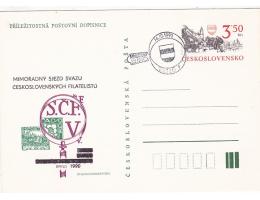 PŘÍLEŽITOSTNÁ POŠTOVNÍ DOPISNICE
3,50
Kčs
ČESKOSLOVENSKO
MIMOŘÁDNÝ SJEZD SVAZU
ČESKOSLOVENSKÝCH FILATELISTŮ
S.Č.F.
V.
1990
ČESKOSLOVENSKÁ POŠTA